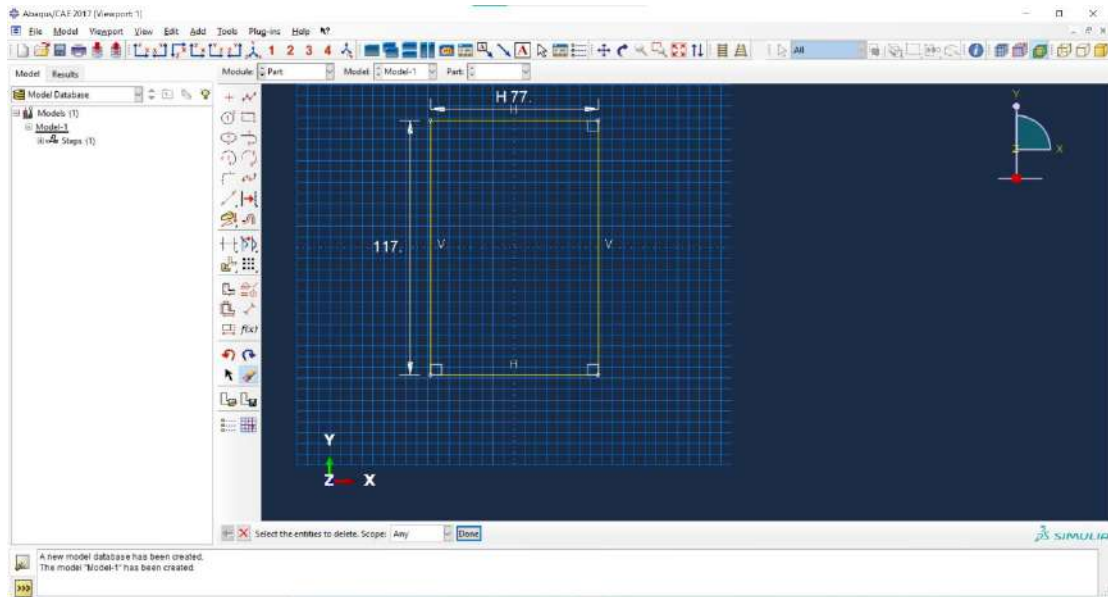 Abaqus/CAE 2017 [Viewport: 1]
File Model Viewport View Edit Add Tools Plug-ins Help
1 2 3 4 A All
Model Results Module: Part Model: Model-1 Part:
Model Database
Models (1)
Model-1
Steps (1)
f(x)
H 77.
H
117. V V
H
Y
Z X
Y
Z X
Select the entities to delete. Scope: Any Done
SIMULIA
A new model database has been created.
The model "Model-1" has been created.
>>>